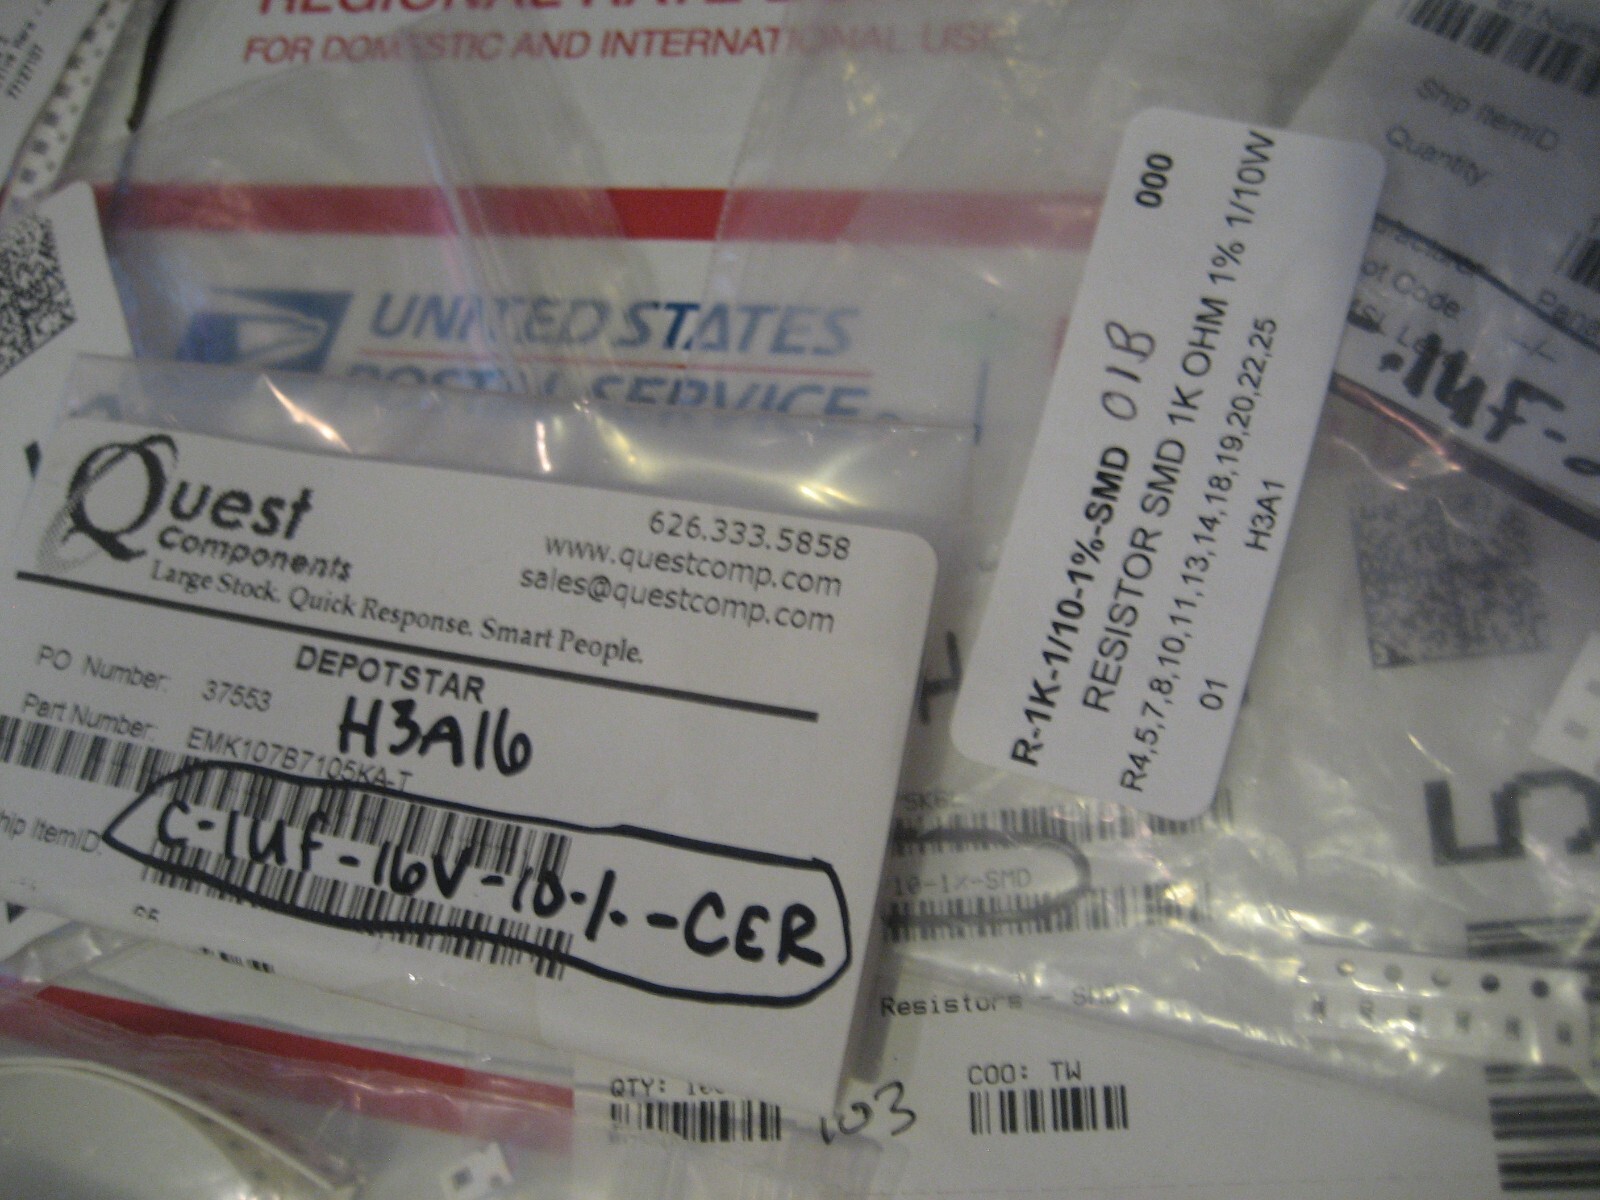 FOR DOMESTIC AND INTERNATIONAL USE
UNITED STATES
POSTAL SERVICE
Quest
Components
Large Stock. Quick Response. Smart People.
626.333.5858
www.questcomp.com
sales@questcomp.com
DEPOTSTAR
PO Number: 37553
H3A16
Part Number: EMK107B7105KA-T
Ship ItemID:
C-1UF-16V-10%-CER
R-1K-1/10-1%-SMD 01B 000
RESISTOR SMD 1K OHM 1% 1/10W
R4,5,7,8,10,11,13,14,18,19,20,22,25
01 H3A1
Ship ItemID
Quantity
.1UF-
10-1%-SMD
Resistors - SMD
QTY:
103
COO: TW
5